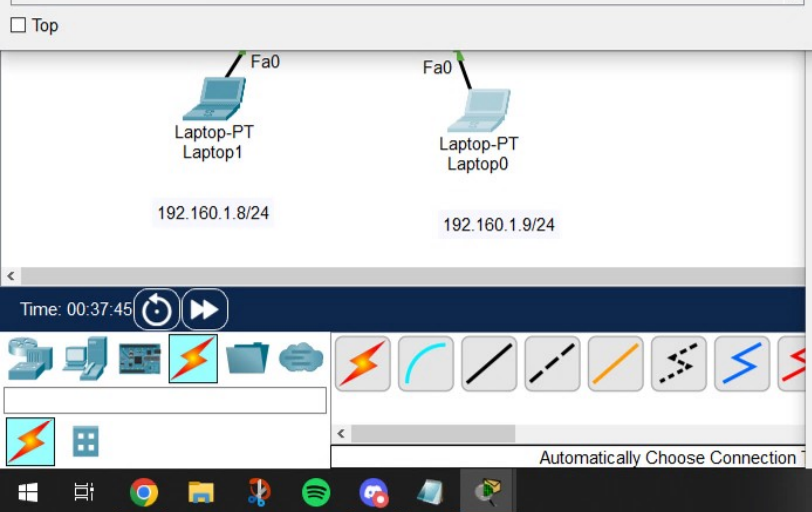 Top
Fa0
Fa0
Laptop-PT
Laptop1
Laptop-PT
Laptop0
192.160.1.8/24
192.160.1.9/24
Time: 00:37:45
Automatically Choose Connection T